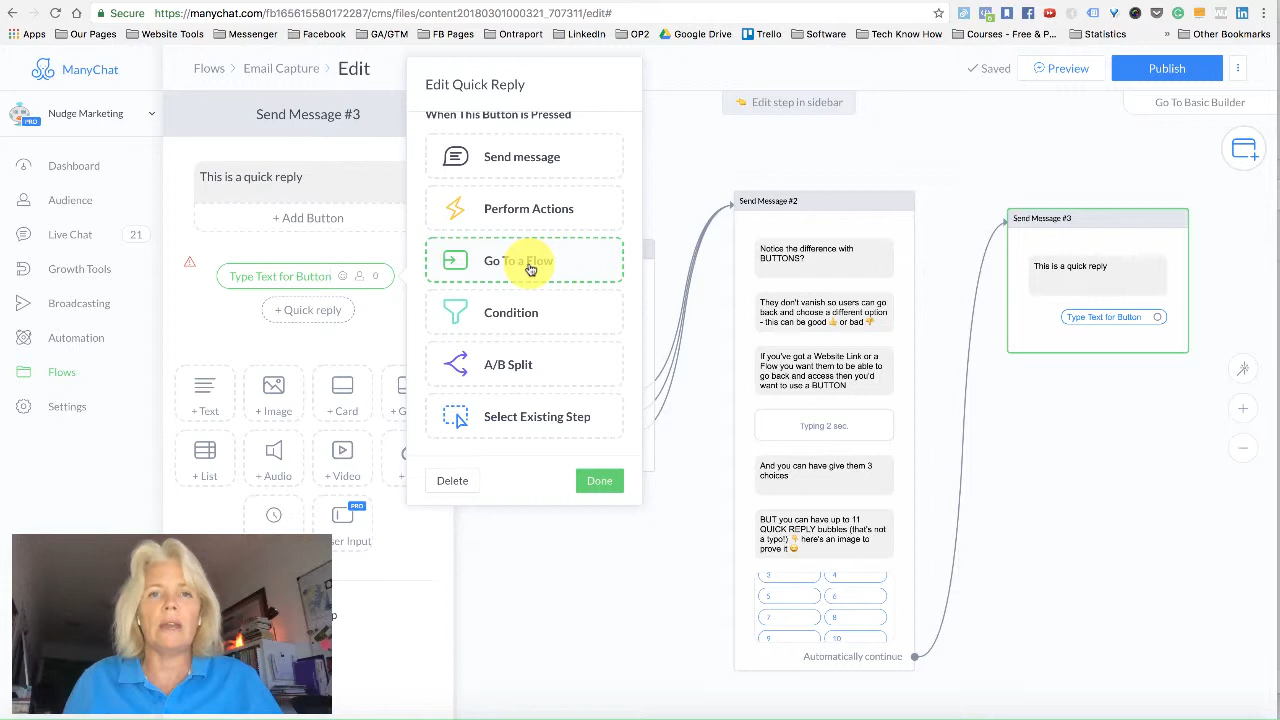 https://manychat.com/fb165615580172287/cms/files/content20180301000321_707311/edit#
Apps
Our Pages
Website Tools
Messenger
Facebook
GA/GTM
FB Pages
Ontraport
LinkedIn
OP2
Google Drive
Trello
Software
Tech Know How
Courses - Free & P...
Statistics
»
Other Bookmarks
ManyChat
Flows > Email Capture > Edit
Saved
Preview
Publish
Nudge Marketing
PRO
Dashboard
Audience
Live Chat 21
Growth Tools
Broadcasting
Automation
Flows
Settings
Send Message #3
This is a quick reply
+ Add Button
Type Text for Button 0
+ Quick reply
+ Text
+ Image
+ Card
+ List
+ Audio
+ Video
PRO
Edit Quick Reply
When This Button is Pressed
Send message
Perform Actions
Go To a Flow
Condition
A/B Split
Select Existing Step
Delete
Done
Edit step in sidebar
Go To Basic Builder
Send Message #2
Notice the difference with
BUTTONS?
They don't vanish so users can go
back and choose a different option
- this can be good 👍 or bad 👎
If you've got a Website Link or a
Flow you want them to be able to
go back and access then you'd
want to use a BUTTON
Typing 2 sec.
And you can have give them 3
choices
BUT you can have up to 11
QUICK REPLY bubbles (that's not
a typo!) - here's an image to
prove it
3 4
5 6
7 8
9 10
Automatically continue
Send Message #3
This is a quick reply
Type Text for Button